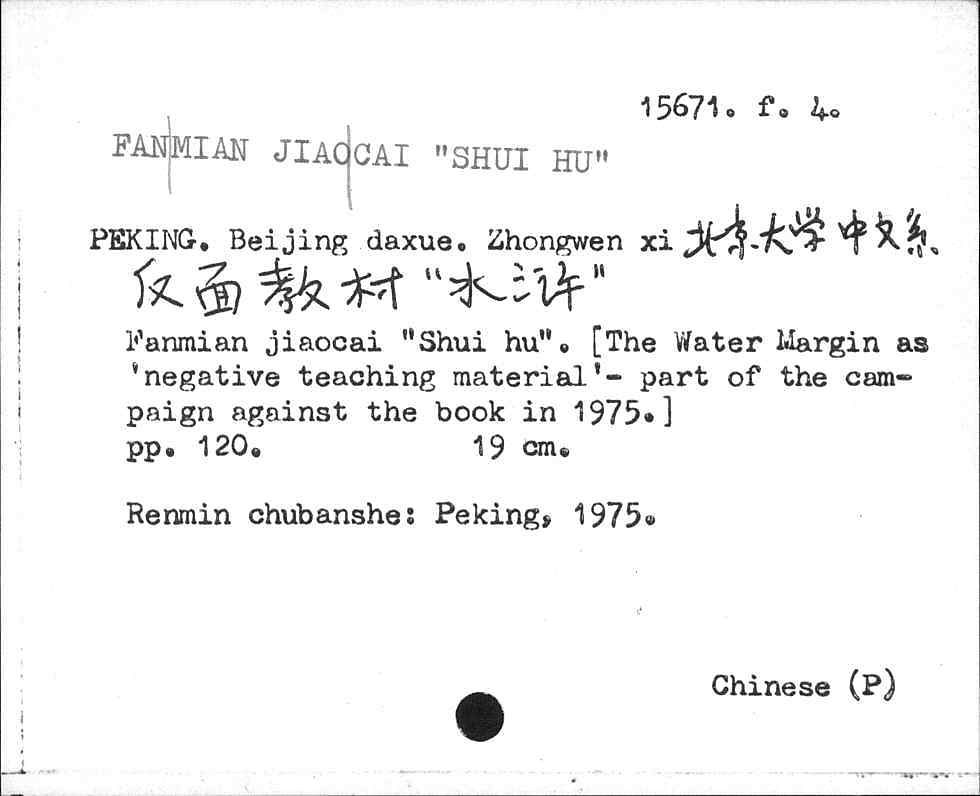 15671. f. 4.
FANMIAN JIAOCAI "SHUI HU"
PEKING. Beijing daxue. Zhongwen xi 北京大学中文系.
反面教材“水浒”
Fanmian jiaocai "Shui hu". [The Water Margin as
'negative teaching material'- part of the cam-
paign against the book in 1975.]
pp. 120. 19 cm.
Renmin chubanshe: Peking, 1975.
Chinese (P)